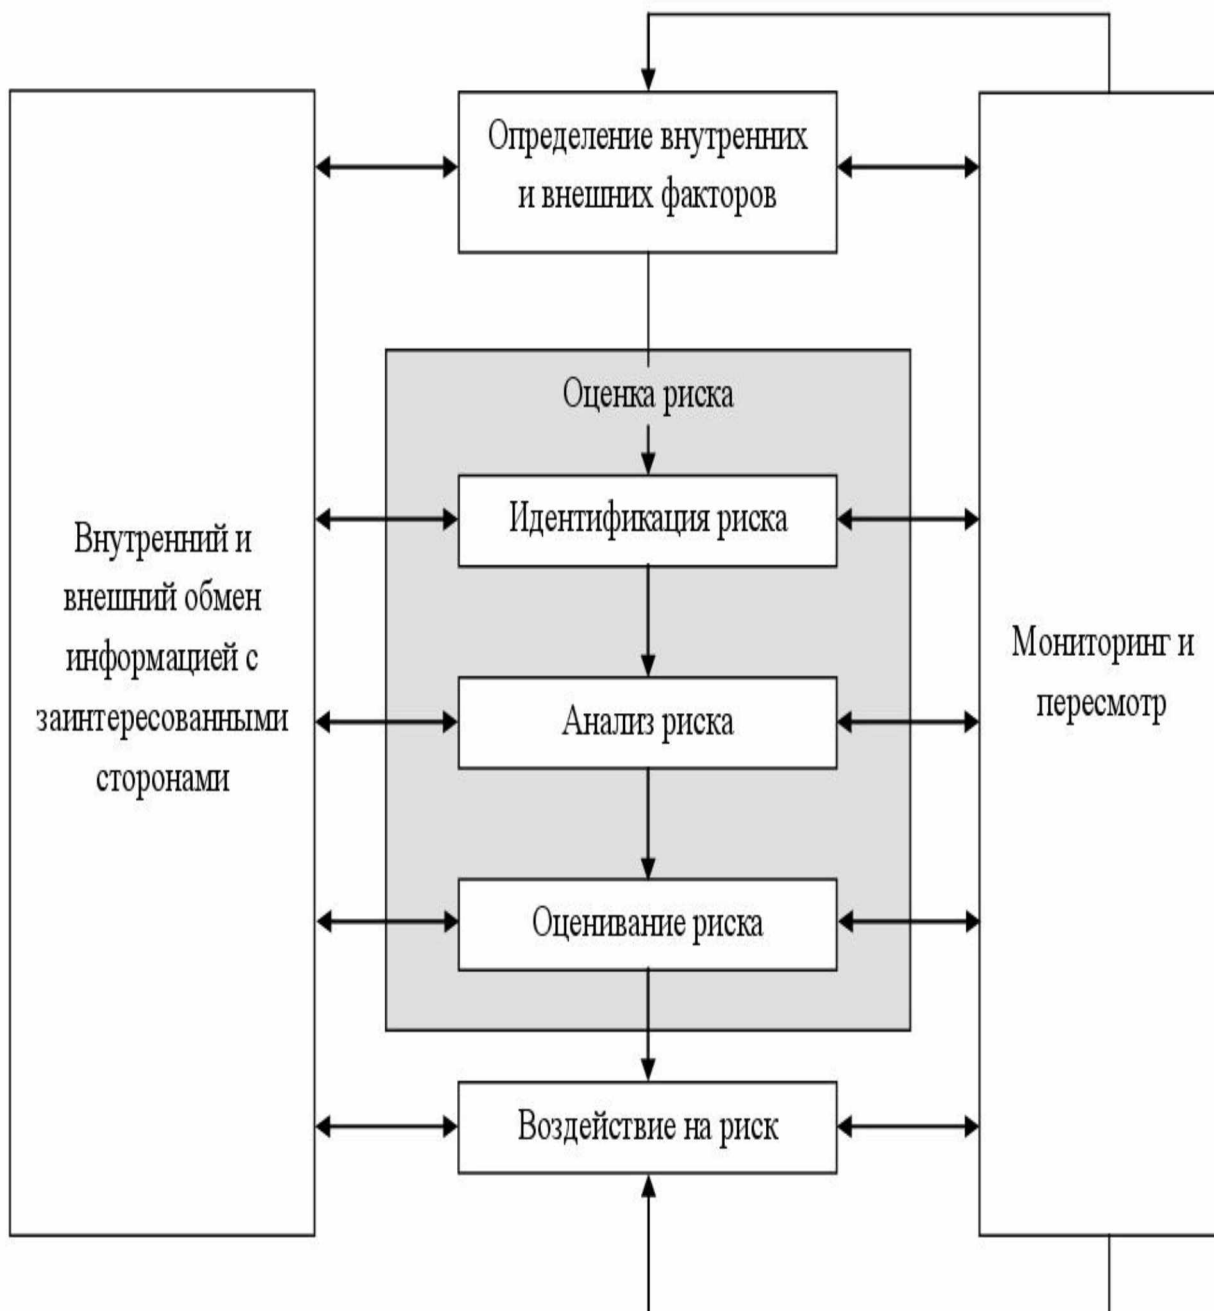 Определение внутренних
и внешних факторов
Оценка риска
Идентификация риска
Внутренний и
внешний обмен
информацией с
заинтересованными
сторонами
Мониторинг и
пересмотр
Анализ риска
Оценивание риска
Воздействие на риск